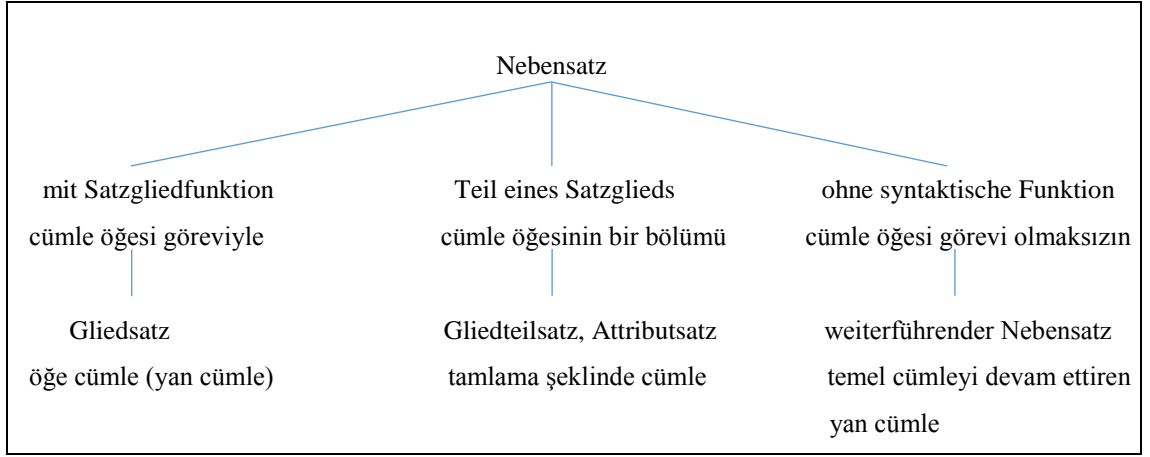 Nebensatz
mit Satzgliedfunktion
cümle öğesi göreviyle
Teil eines Satzglieds
cümle öğesinin bir bölümü
ohne syntaktische Funktion
cümle öğesi görevi olmaksızın
Gliedsatz
öğe cümle (yan cümle)
Gliedteilsatz, Attributsatz
tamlama şeklinde cümle
weiterführender Nebensatz
temel cümleyi devam ettiren
yan cümle